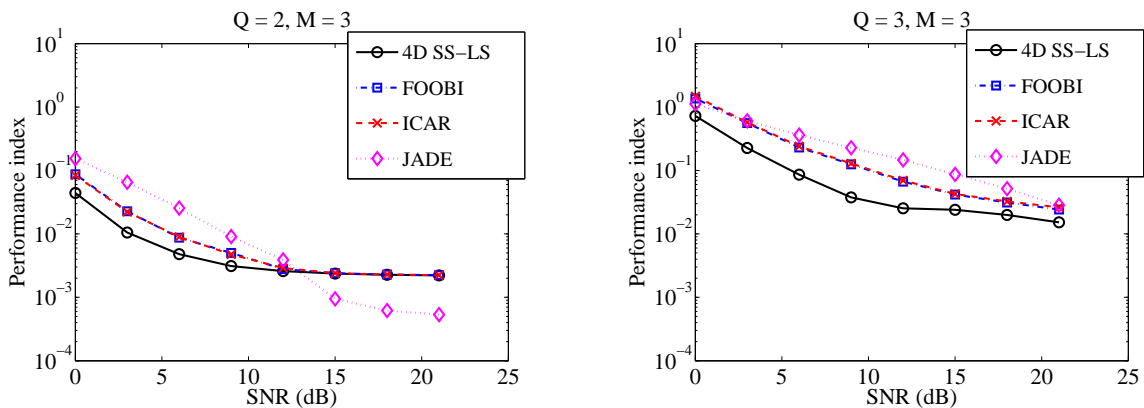 Q = 2, M = 3
10^1
10^0
10^−1
10^−2
10^−3
10^−4
Performance index
0 5 10 15 20 25
SNR (dB)
4D SS−LS
FOOBI
ICAR
JADE
Q = 3, M = 3
10^1
10^0
10^−1
10^−2
10^−3
10^−4
Performance index
0 5 10 15 20 25
SNR (dB)
4D SS−LS
FOOBI
ICAR
JADE